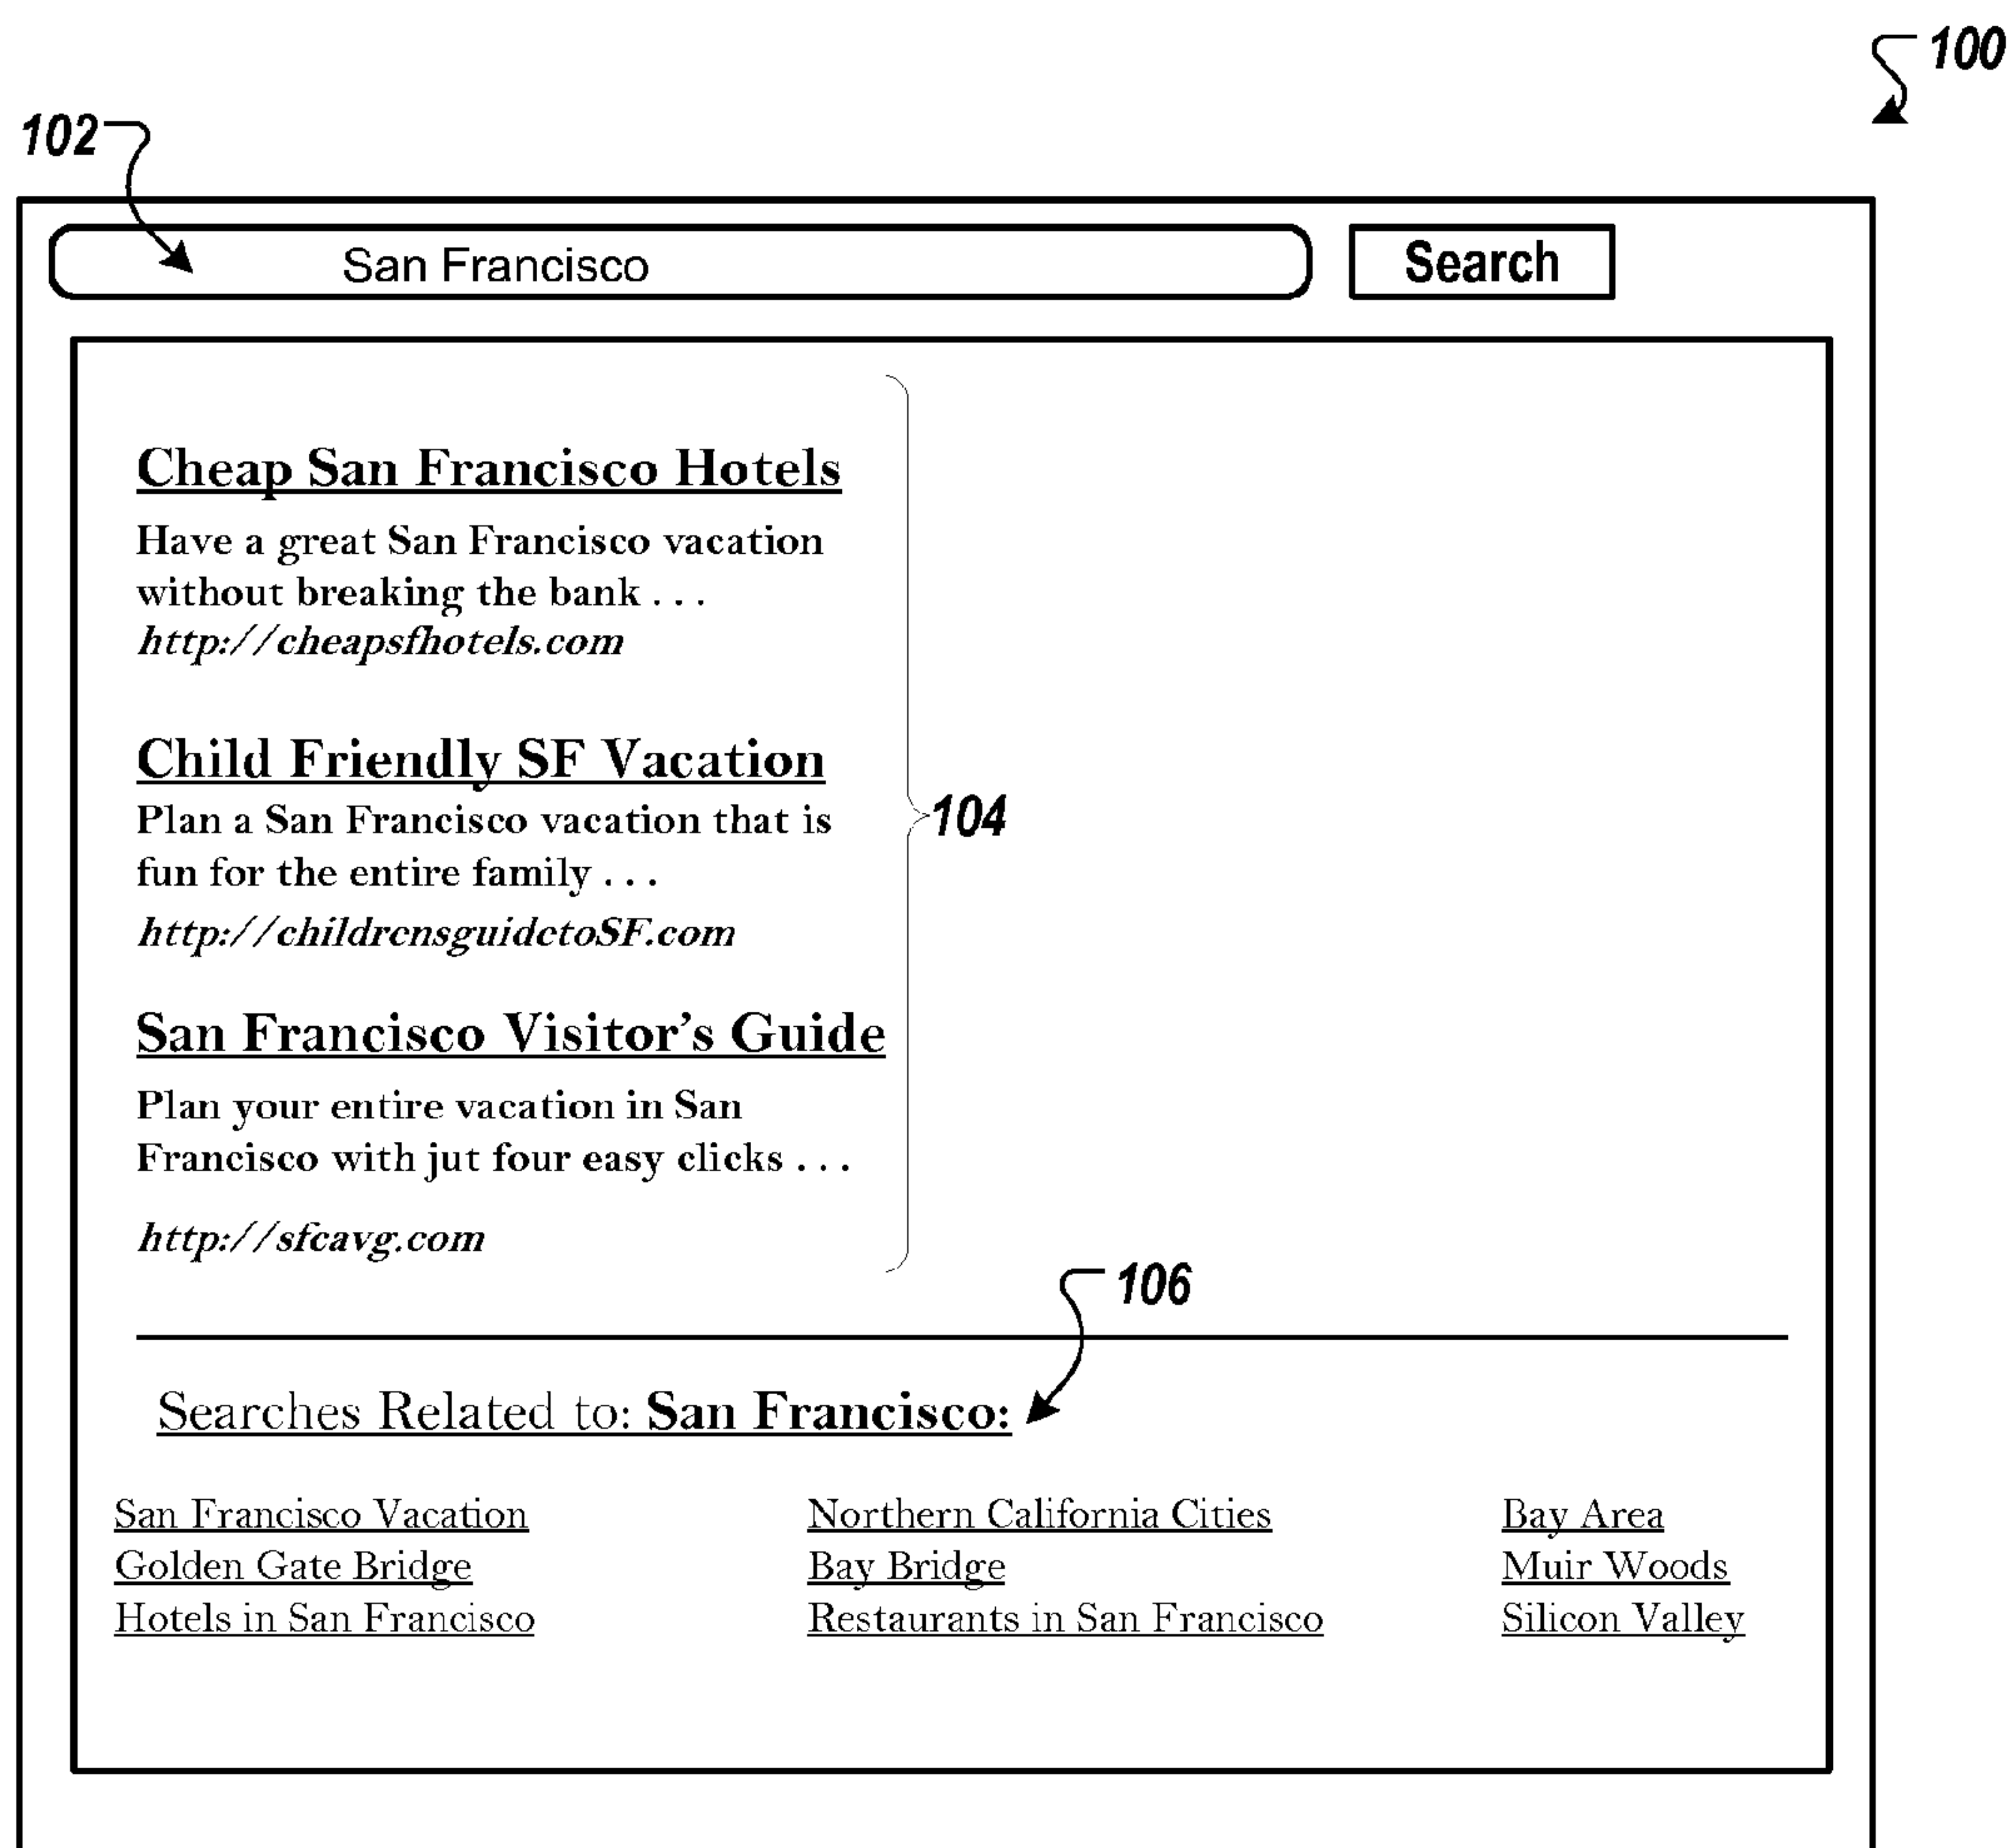 100
102
San Francisco Search
Cheap San Francisco Hotels
Have a great San Francisco vacation
without breaking the bank . . .
http://cheapsfhotels.com
Child Friendly SF Vacation
Plan a San Francisco vacation that is
104
fun for the entire family . . .
http://childrensguidetoSF.com
San Francisco Visitor's Guide
Plan your entire vacation in San
Francisco with jut four easy clicks . . .
http://sfcavg.com
106
Searches Related to: San Francisco:
San Francisco Vacation Northern California Cities Bay Area
Golden Gate Bridge Bay Bridge Muir Woods
Hotels in San Francisco Restaurants in San Francisco Silicon Valley